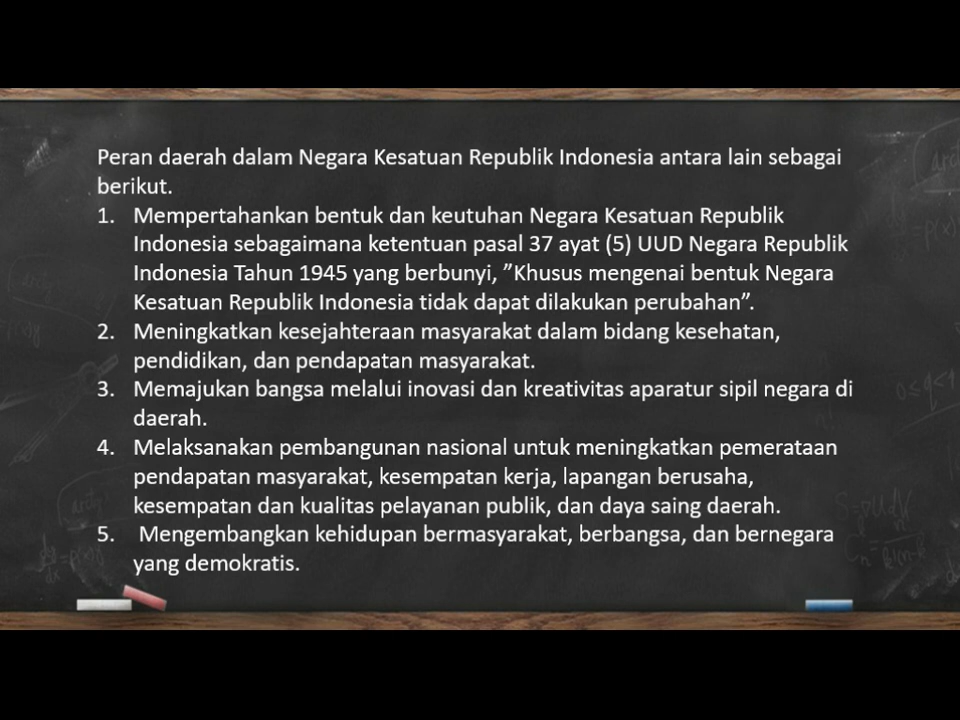 Peran daerah dalam Negara Kesatuan Republik Indonesia antara lain sebagai
berikut.
1. Mempertahankan bentuk dan keutuhan Negara Kesatuan Republik
Indonesia sebagaimana ketentuan pasal 37 ayat (5) UUD Negara Republik
Indonesia Tahun 1945 yang berbunyi, ”Khusus mengenai bentuk Negara
Kesatuan Republik Indonesia tidak dapat dilakukan perubahan”.
2. Meningkatkan kesejahteraan masyarakat dalam bidang kesehatan,
pendidikan, dan pendapatan masyarakat.
3. Memajukan bangsa melalui inovasi dan kreativitas aparatur sipil negara di
daerah.
4. Melaksanakan pembangunan nasional untuk meningkatkan pemerataan
pendapatan masyarakat, kesempatan kerja, lapangan berusaha,
kesempatan dan kualitas pelayanan publik, dan daya saing daerah.
5. Mengembangkan kehidupan bermasyarakat, berbangsa, dan bernegara
yang demokratis.